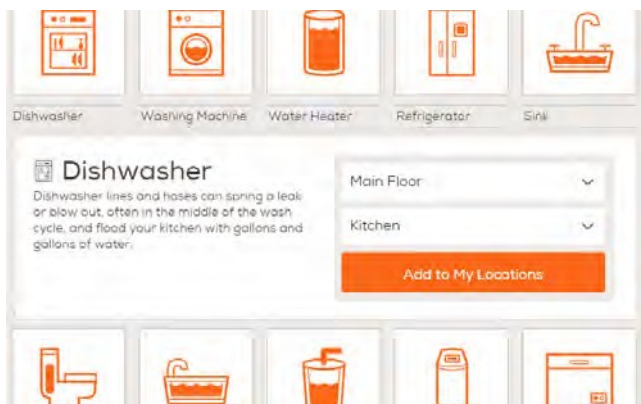 Dishwasher
Washing Machine
Water Heater
Refrigerator
Sink
Dishwasher
Dishwasher lines and hoses can spring a leak
or blow out, often in the middle of the wash
cycle, and flood your kitchen with gallons and
gallons of water.
Main Floor
Kitchen
Add to My Locations